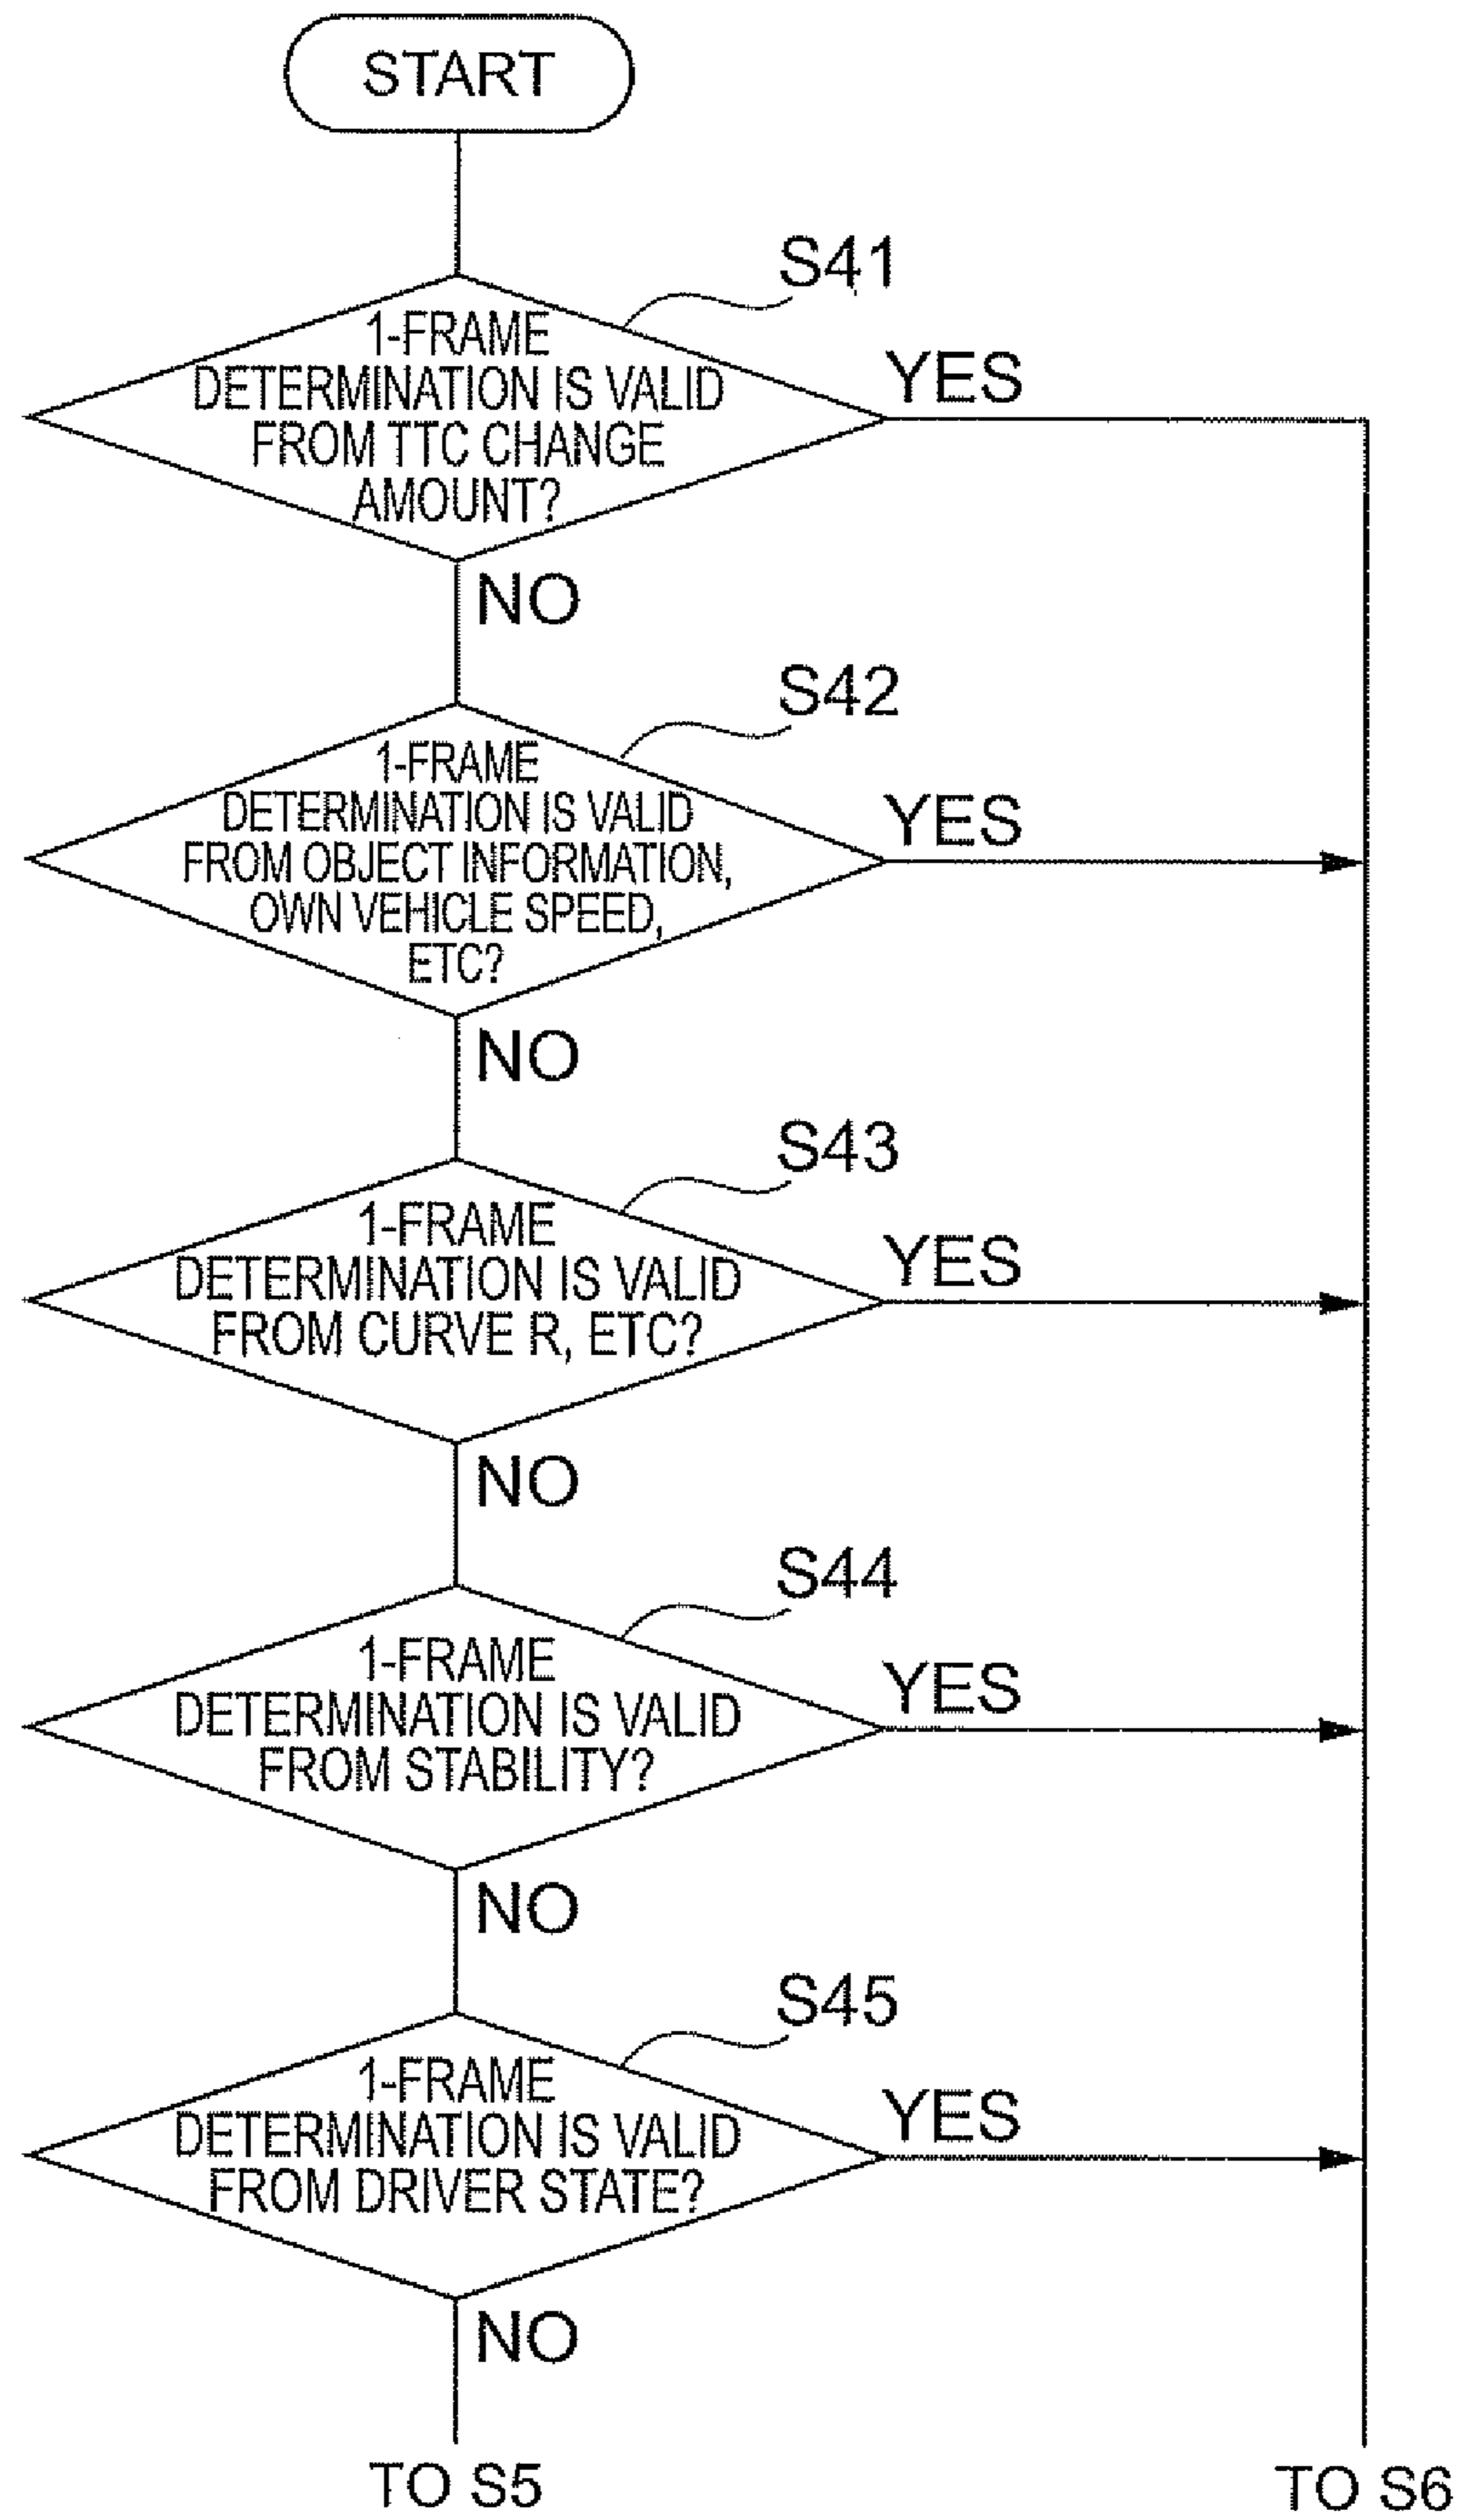 START
S41
1-FRAME
DETERMINATION IS VALID
FROM TTC CHANGE
AMOUNT?
YES
NO
S42
1-FRAME
DETERMINATION IS VALID
FROM OBJECT INFORMATION,
OWN VEHICLE SPEED,
ETC?
YES
NO
S43
1-FRAME
DETERMINATION IS VALID
FROM CURVE R, ETC?
YES
NO
S44
1-FRAME
DETERMINATION IS VALID
FROM STABILITY?
YES
NO
S45
1-FRAME
DETERMINATION IS VALID
FROM DRIVER STATE?
YES
NO
TO S5
TO S6